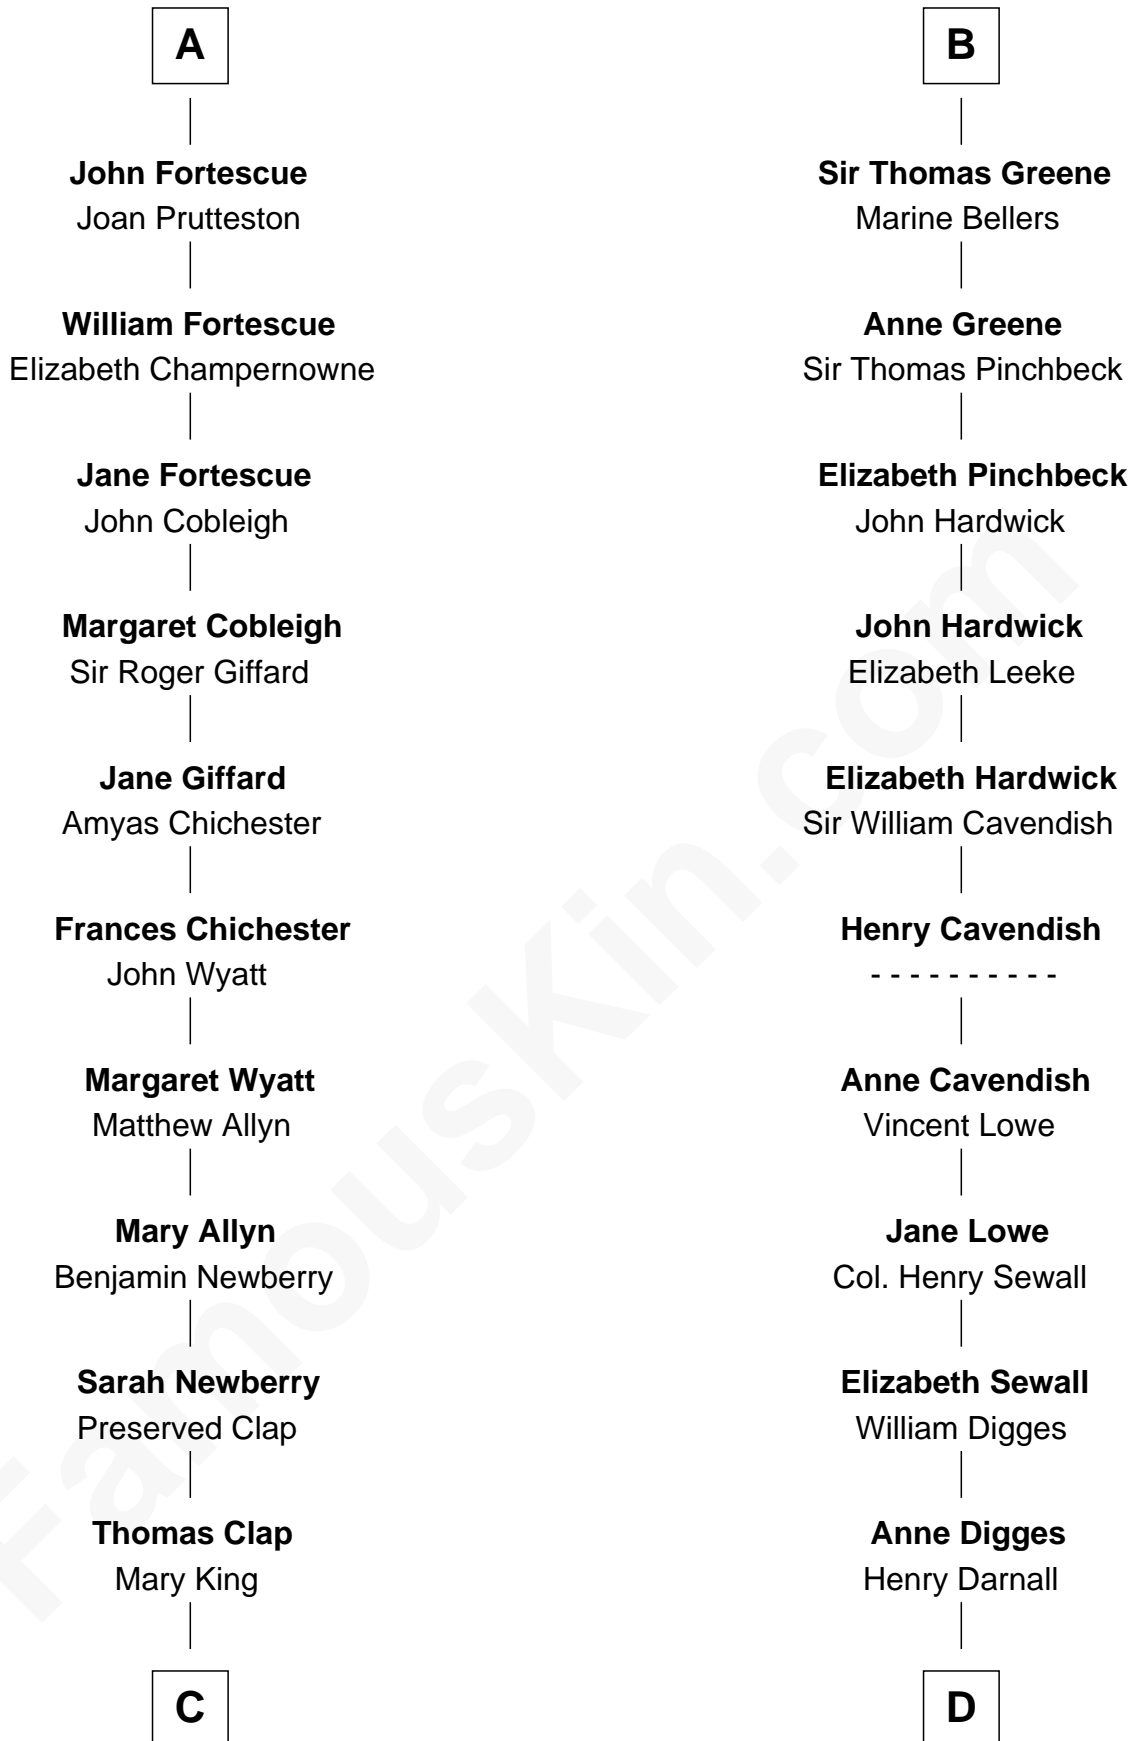 A
John Fortescue
Joan Prutteston
William Fortescue
Elizabeth Champernowne
Jane Fortescue
John Cobleigh
Margaret Cobleigh
Sir Roger Giffard
Jane Giffard
Amyas Chichester
Frances Chichester
John Wyatt
Margaret Wyatt
Matthew Allyn
Mary Allyn
Benjamin Newberry
Sarah Newberry
Preserved Clap
Thomas Clap
Mary King
C
B
Sir Thomas Greene
Marine Bellers
Anne Greene
Sir Thomas Pinchbeck
Elizabeth Pinchbeck
John Hardwick
John Hardwick
Elizabeth Leeke
Elizabeth Hardwick
Sir William Cavendish
Henry Cavendish
- - - - - - - - - -
Anne Cavendish
Vincent Lowe
Jane Lowe
Col. Henry Sewall
Elizabeth Sewall
William Digges
Anne Digges
Henry Darnall
D
FamousKin.com